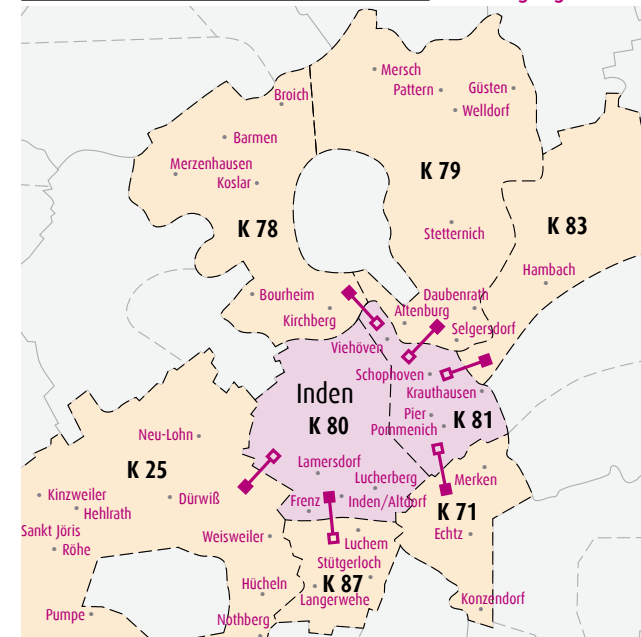 Mersch
Pattern
Güsten
Broich
Welldorf
Barmen
Merzenhausen
Koslar
K 79
K 78
Stetternich
K 83
Hambach
Bourheim
Daubenrath
Kirchberg
Altenburg
Selgersdorf
Viehöven
Schophoven
Inden
Krauthausen
K 80
Pier
K 81
Pommenich
Neu-Lohn
K 25
Lamersdorf
Lucherberg
Merken
Kinzweiler
Dürwiß
Frenz
Inden/Altdorf
Hehlrath
K 71
Sankt Jöris
Weisweiler
Luchem
Echtz
Röhe
Stütgerloch
Hücheln
K 87
Langerwehe
Konzendorf
Pumpe
Nothberg